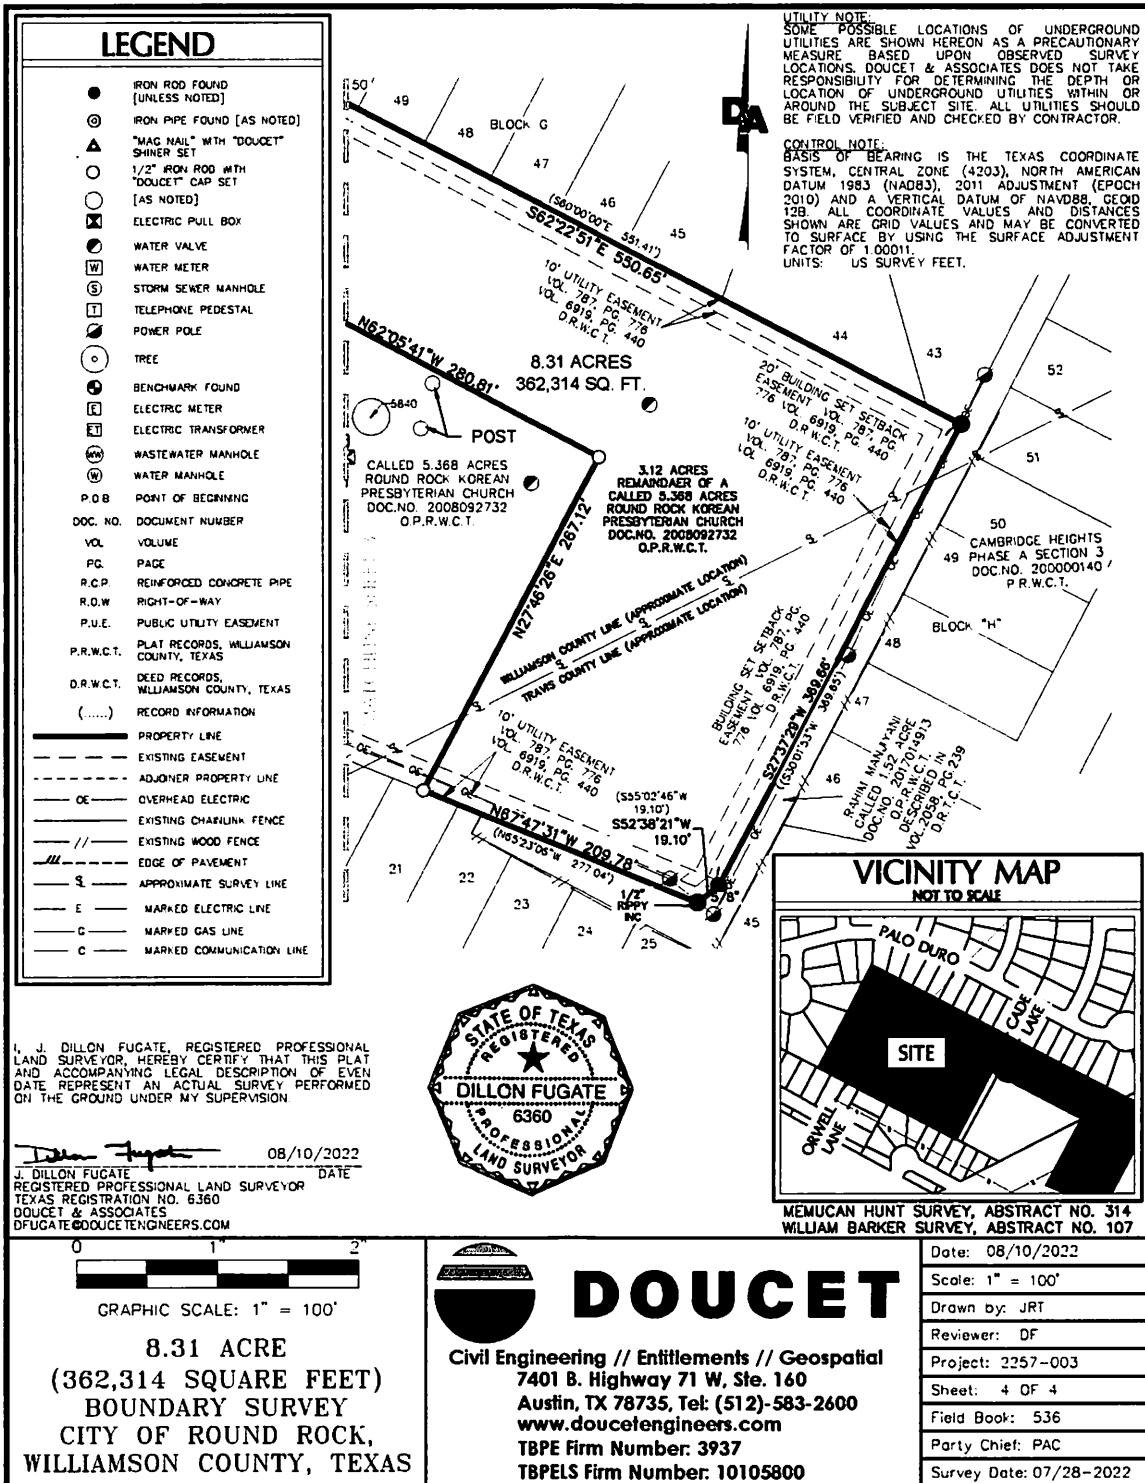 LEGEND
IRON ROD FOUND
[UNLESS NOTED]
IRON PIPE FOUND [AS NOTED]
"MAG NAIL" WITH "DOUCET"
SHINER SET
1/2" IRON ROD WITH
"DOUCET" CAP SET
[AS NOTED]
ELECTRIC PULL BOX
WATER VALVE
W WATER METER
S STORM SEWER MANHOLE
T TELEPHONE PEDESTAL
POWER POLE
TREE
BENCHMARK FOUND
E ELECTRIC METER
ET ELECTRIC TRANSFORMER
WW WASTEWATER MANHOLE
W WATER MANHOLE
P.O.B POINT OF BEGINNING
DOC. NO. DOCUMENT NUMBER
VOL VOLUME
PG. PAGE
R.C.P. REINFORCED CONCRETE PIPE
R.O.W RIGHT-OF-WAY
P.U.E. PUBLIC UTILITY EASEMENT
P.R.W.C.T. PLAT RECORDS, WILLIAMSON
COUNTY, TEXAS
D.R.W.C.T. DEED RECORDS,
WILLIAMSON COUNTY, TEXAS
(.....) RECORD INFORMATION
PROPERTY LINE
EXISTING EASEMENT
ADJOINER PROPERTY LINE
OE OVERHEAD ELECTRIC
EXISTING CHAINLINK FENCE
// EXISTING WOOD FENCE
EDGE OF PAVEMENT
APPROXIMATE SURVEY LINE
E MARKED ELECTRIC LINE
G MARKED GAS LINE
C MARKED COMMUNICATION LINE
UTILITY NOTE:
SOME POSSIBLE LOCATIONS OF UNDERGROUND
UTILITIES ARE SHOWN HEREON AS A PRECAUTIONARY
MEASURE BASED UPON OBSERVED SURVEY
LOCATIONS. DOUCET & ASSOCIATES DOES NOT TAKE
RESPONSIBILITY FOR DETERMINING THE DEPTH OR
LOCATION OF UNDERGROUND UTILITIES WITHIN OR
AROUND THE SUBJECT SITE. ALL UTILITIES SHOULD
BE FIELD VERIFIED AND CHECKED BY CONTRACTOR.
CONTROL NOTE:
BASIS OF BEARING IS THE TEXAS COORDINATE
SYSTEM, CENTRAL ZONE (4203), NORTH AMERICAN
DATUM 1983 (NAD83), 2011 ADJUSTMENT (EPOCH
2010) AND A VERTICAL DATUM OF NAVD88, GEOID
12B. ALL COORDINATE VALUES AND DISTANCES
SHOWN ARE GRID VALUES AND MAY BE CONVERTED
TO SURFACE BY USING THE SURFACE ADJUSTMENT
FACTOR OF 1.00011.
UNITS: US SURVEY FEET.
DA
50'
49
48
BLOCK G
47
46
45
44
43
52
51
50
49
48
47
46
45
(S60°00'00"E 551.41')
S62°22'51"E 550.65'
10' UTILITY EASEMENT
VOL. 787, PG. 776
VOL. 6919, PG. 440
D.R.W.C.T.
N62°05'41"W 280.81'
8.31 ACRES
362,314 SQ. FT.
20' BUILDING SET SETBACK
EASEMENT VOL. 787, PG.
776 VOL. 6919, PG. 440
D.R.W.C.T.
10' UTILITY EASEMENT
VOL. 787, PG. 776
VOL. 6919, PG. 440
D.R.W.C.T.
5840
POST
CALLED 5.368 ACRES
ROUND ROCK KOREAN
PRESBYTERIAN CHURCH
DOC.NO. 2008092732
O.P.R.W.C.T.
3.12 ACRES
REMAINDAER OF A
CALLED 5.368 ACRES
ROUND ROCK KOREAN
PRESBYTERIAN CHURCH
DOC.NO. 2008092732
O.P.R.W.C.T.
CAMBRIDGE HEIGHTS
PHASE A SECTION 3
DOC.NO. 200000140
P.R.W.C.T.
BLOCK "H"
N27°46'26"E 267.12'
WILLIAMSON COUNTY LINE (APPROXIMATE LOCATION)
TRAVIS COUNTY LINE (APPROXIMATE LOCATION)
BUILDING SET SETBACK
EASEMENT VOL. 787, PG.
776 VOL. 6919, PG. 440
D.R.W.C.T.
S27°37'29"W 369.66'
((S30°01'53"W 369.65')
RAHIM MANJIYANI
CALLED 1.52 ACRE
DOC.NO. 2017014913
O.P.R.W.C.T.
DESCRIBED IN
VOL.2058, PG.239
D.R.T.C.T.
10' UTILITY EASEMENT
VOL. 787, PG. 776
VOL. 6919, PG. 440
D.R.W.C.T.
(S55°02'46"W
19.10')
S52°38'21"W
19.10'
N67°47'31"W 209.78'
(N65°23'06"W 277.04')
1/2"
RIPPY
INC
5/8"
21
22
23
24
25
VICINITY MAP
NOT TO SCALE
PALO DURO
CADE
LAKE
SITE
ORWELL
LANE
MEMUCAN HUNT SURVEY, ABSTRACT NO. 314
WILLIAM BARKER SURVEY, ABSTRACT NO. 107
I, J. DILLON FUGATE, REGISTERED PROFESSIONAL
LAND SURVEYOR, HEREBY CERTIFY THAT THIS PLAT
AND ACCOMPANYING LEGAL DESCRIPTION OF EVEN
DATE REPRESENT AN ACTUAL SURVEY PERFORMED
ON THE GROUND UNDER MY SUPERVISION.
Dillon Fugate 08/10/2022
J. DILLON FUGATE DATE
REGISTERED PROFESSIONAL LAND SURVEYOR
TEXAS REGISTRATION NO. 6360
DOUCET & ASSOCIATES
DFUGATE@DOUCETENGINEERS.COM
STATE OF TEXAS
REGISTERED
DILLON FUGATE
6360
PROFESSIONAL
LAND SURVEYOR
0 1" 2"
GRAPHIC SCALE: 1" = 100'
8.31 ACRE
(362,314 SQUARE FEET)
BOUNDARY SURVEY
CITY OF ROUND ROCK,
WILLIAMSON COUNTY, TEXAS
DOUCET
Civil Engineering // Entitlements // Geospatial
7401 B. Highway 71 W, Ste. 160
Austin, TX 78735, Tel: (512)-583-2600
www.doucetengineers.com
TBPE Firm Number: 3937
TBPELS Firm Number: 10105800
Date: 08/10/2022
Scale: 1" = 100'
Drawn by: JRT
Reviewer: DF
Project: 2257-003
Sheet: 4 OF 4
Field Book: 536
Party Chief: PAC
Survey Date: 07/28-2022